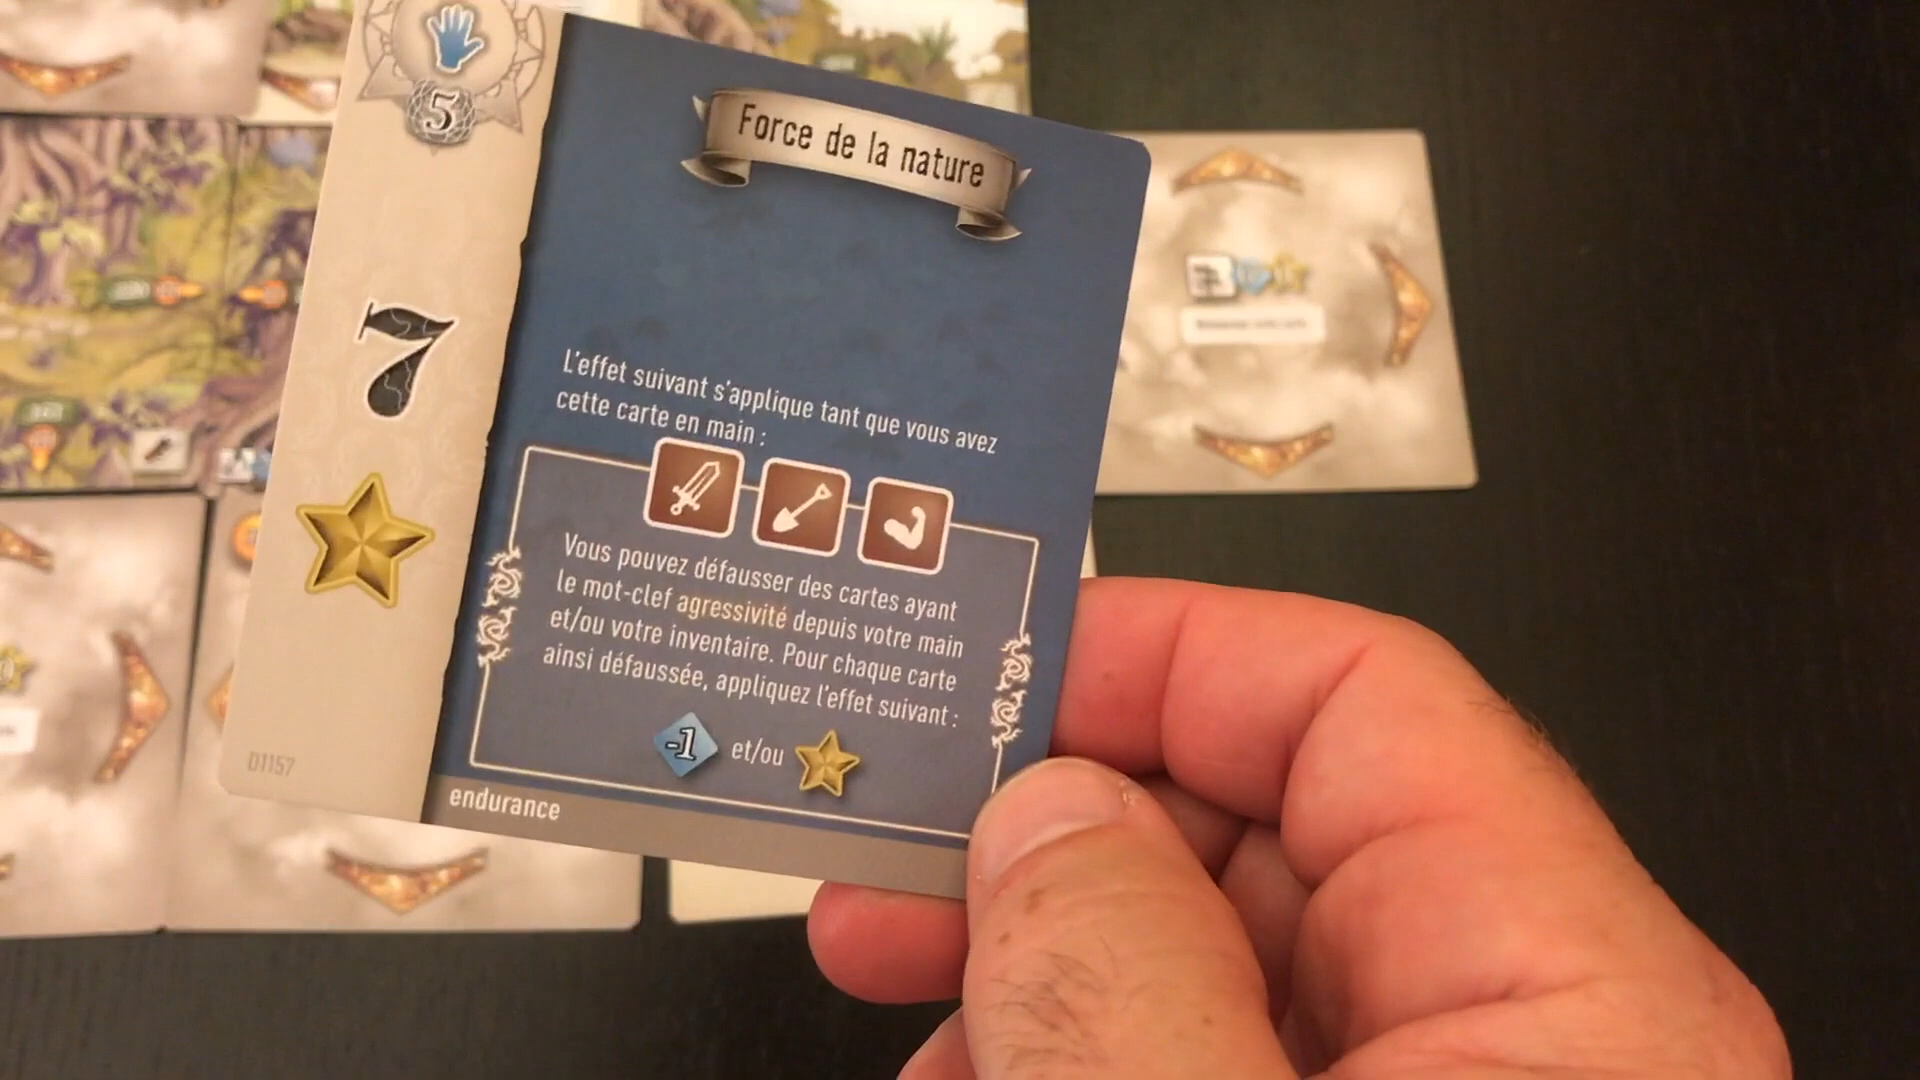 5
Force de la nature
7
L'effet suivant s'applique tant que vous avez
cette carte en main :
Vous pouvez défausser des cartes ayant
le mot-clef agressivité depuis votre main
et/ou votre inventaire. Pour chaque carte
ainsi défaussée, appliquez l'effet suivant :
-1 et/ou
D1157
endurance